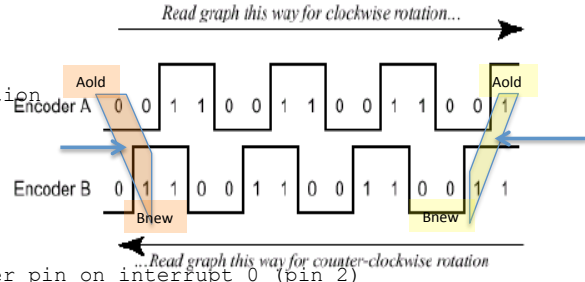 Read graph this way for clockwise rotation...
Aold Aold
ion
Encoder A 0 0 1 1 0 0 1 1 0 0 1 1 0 0 1
Encoder B 0 1 1 0 0 1 1 0 0 1 1 0 0 1 1
Bnew Bnew
...Read graph this way for counter-clockwise rotation
er pin on interrupt 0 (pin 2)